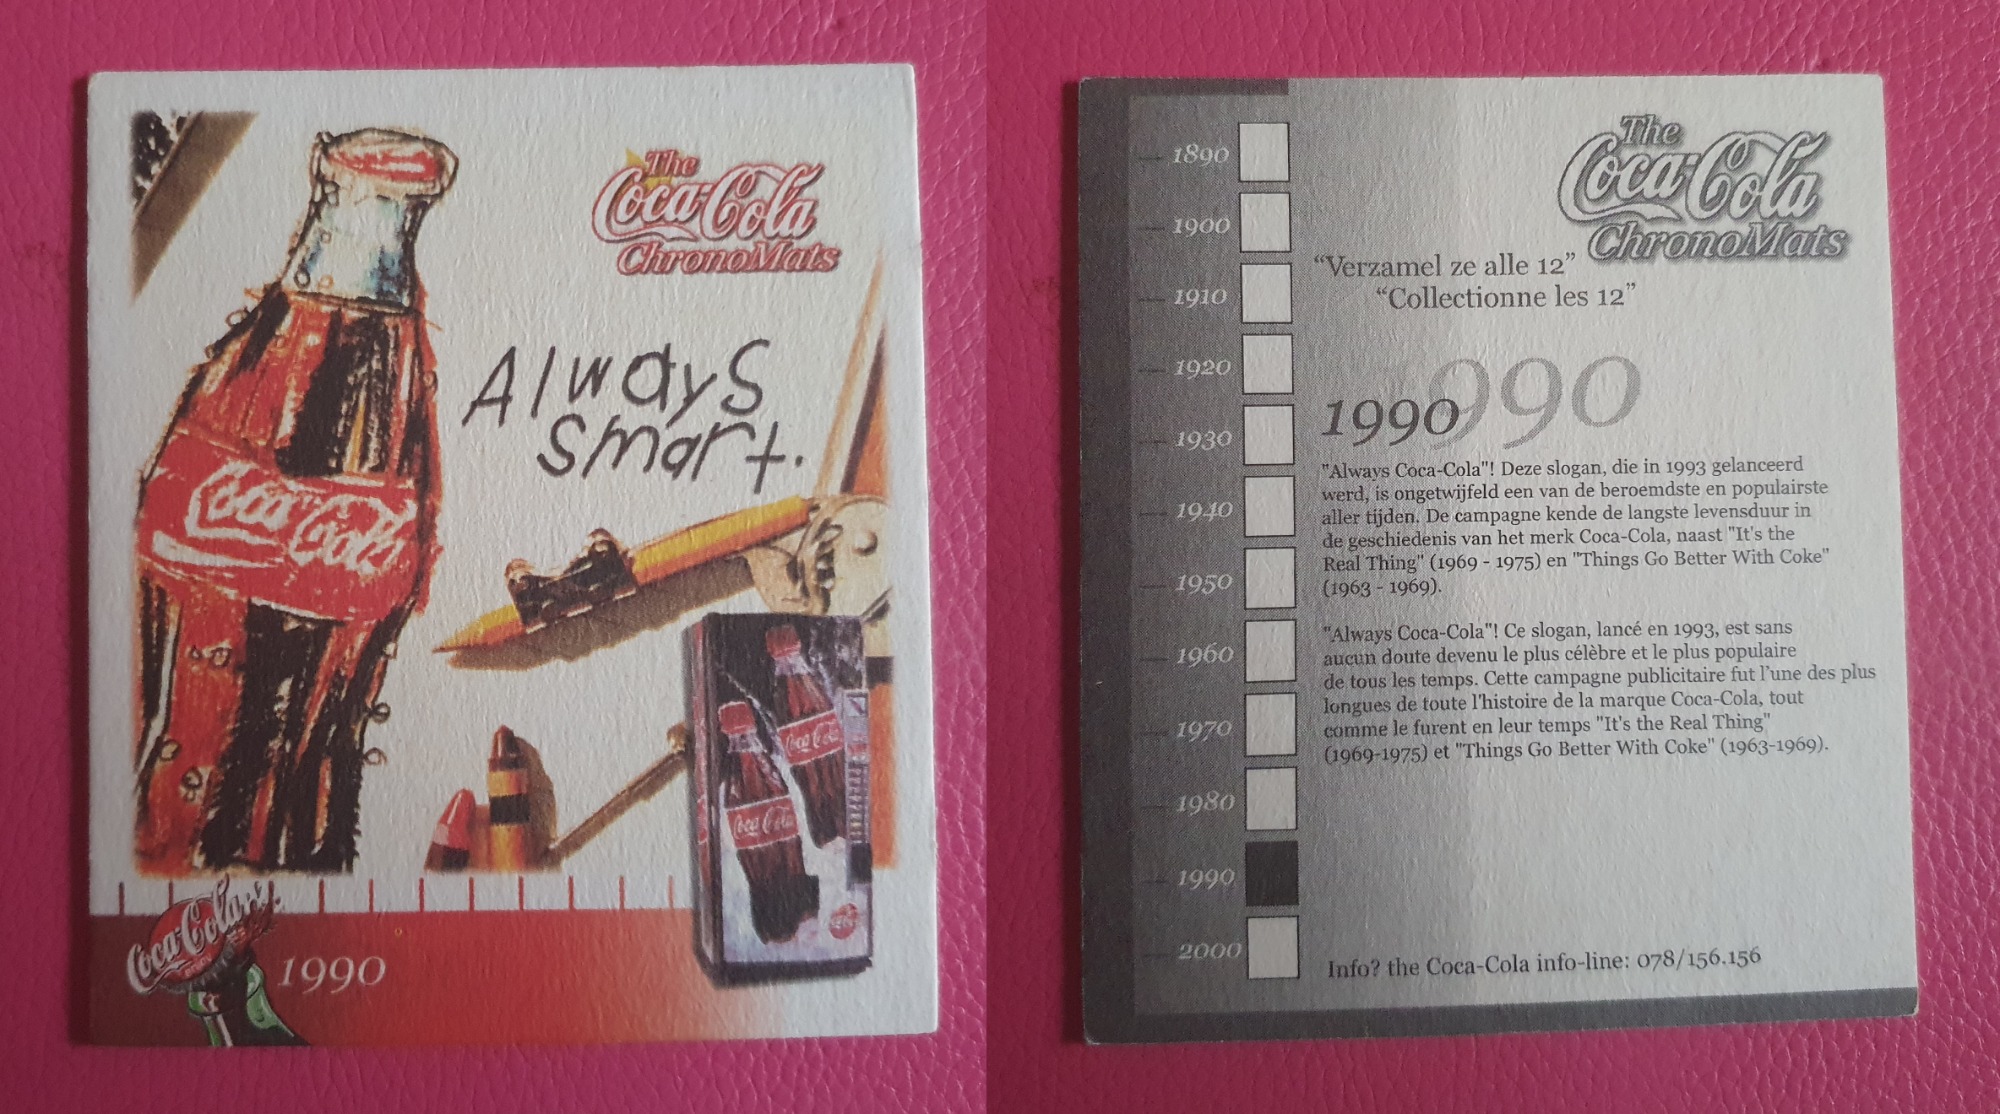 The
Coca-Cola
ChronoMats
Always
Smart.
Coca-Cola
Coca-Cola
Coca-Cola
Coca-Cola
1990
The
Coca-Cola
ChronoMats
"Verzamel ze alle 12"
"Collectionne les 12"
1890
1900
1910
1920
1930
1940
1950
1960
1970
1980
1990
2000
1990
990
"Always Coca-Cola"! Deze slogan, die in 1993 gelanceerd
werd, is ongetwijfeld een van de beroemdste en populairste
aller tijden. De campagne kende de langste levensduur in
de geschiedenis van het merk Coca-Cola, naast "It's the
Real Thing" (1969 - 1975) en "Things Go Better With Coke"
(1963 - 1969).
"Always Coca-Cola"! Ce slogan, lancé en 1993, est sans
aucun doute devenu le plus célèbre et le plus populaire
de tous les temps. Cette campagne publicitaire fut l'une des plus
longues de toute l'histoire de la marque Coca-Cola, tout
comme le furent en leur temps "It's the Real Thing"
(1969-1975) et "Things Go Better With Coke" (1963-1969).
Info? the Coca-Cola info-line: 078/156.156